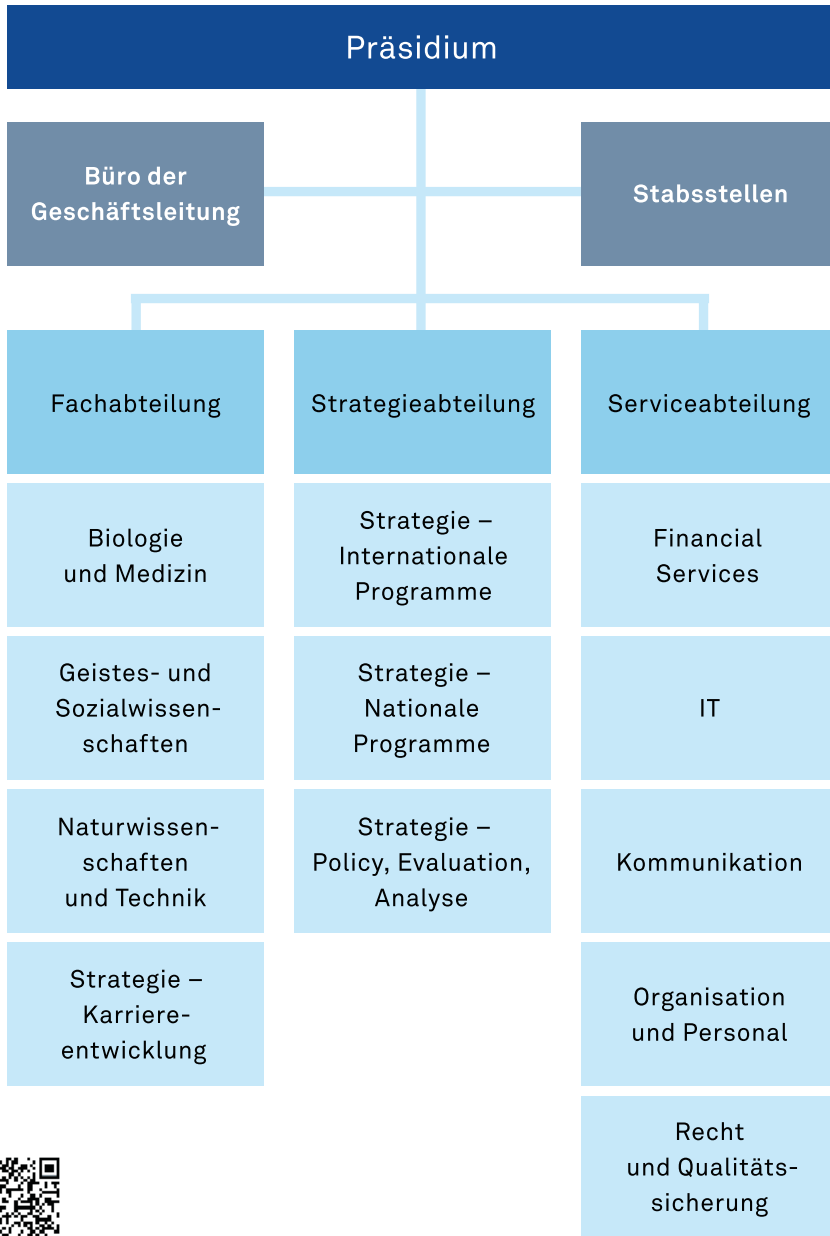 Präsidium
Büro der
Geschäftsleitung
Stabsstellen
Fachabteilung
Biologie
und Medizin
Geistes- und
Sozialwissen-
schaften
Naturwissen-
schaften
und Technik
Strategie –
Karriere-
entwicklung
Strategieabteilung
Strategie –
Internationale
Programme
Strategie –
Nationale
Programme
Strategie –
Policy, Evaluation,
Analyse
Serviceabteilung
Financial
Services
IT
Kommunikation
Organisation
und Personal
Recht
und Qualitäts-
sicherung